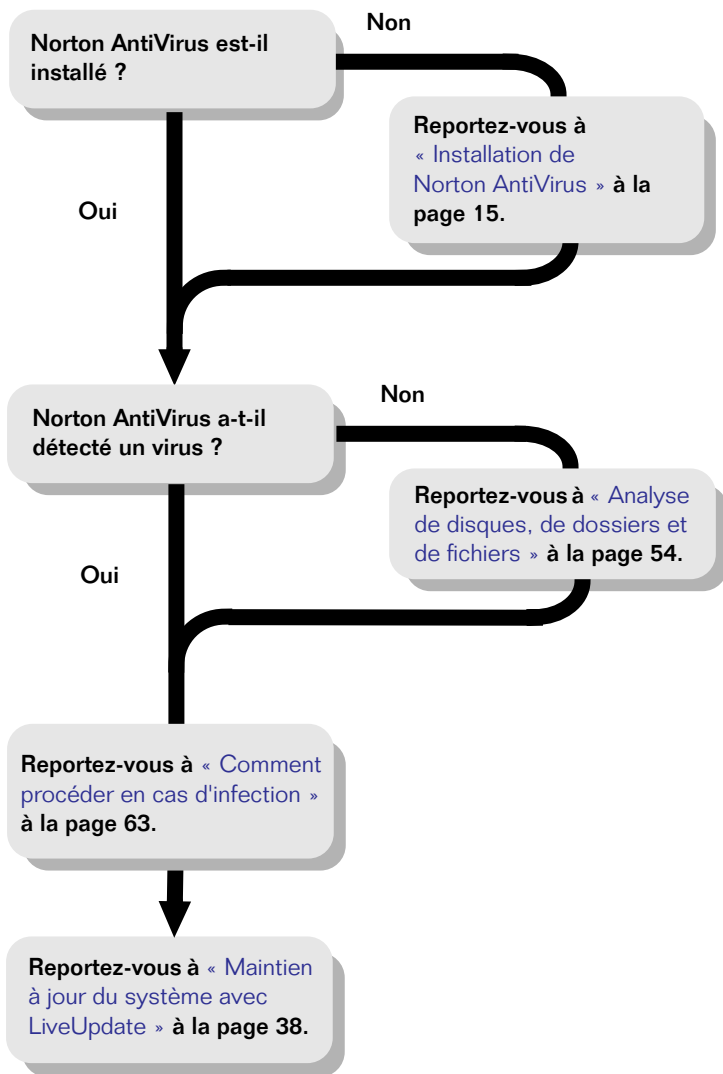 Norton AntiVirus est-il
installé ?
Non
Reportez-vous à
« Installation de
Norton AntiVirus » à la
page 15.
Oui
Norton AntiVirus a-t-il
détecté un virus ?
Non
Reportez-vous à « Analyse
de disques, de dossiers et
de fichiers » à la page 54.
Oui
Reportez-vous à « Comment
procéder en cas d'infection »
à la page 63.
Reportez-vous à « Maintien
à jour du système avec
LiveUpdate » à la page 38.